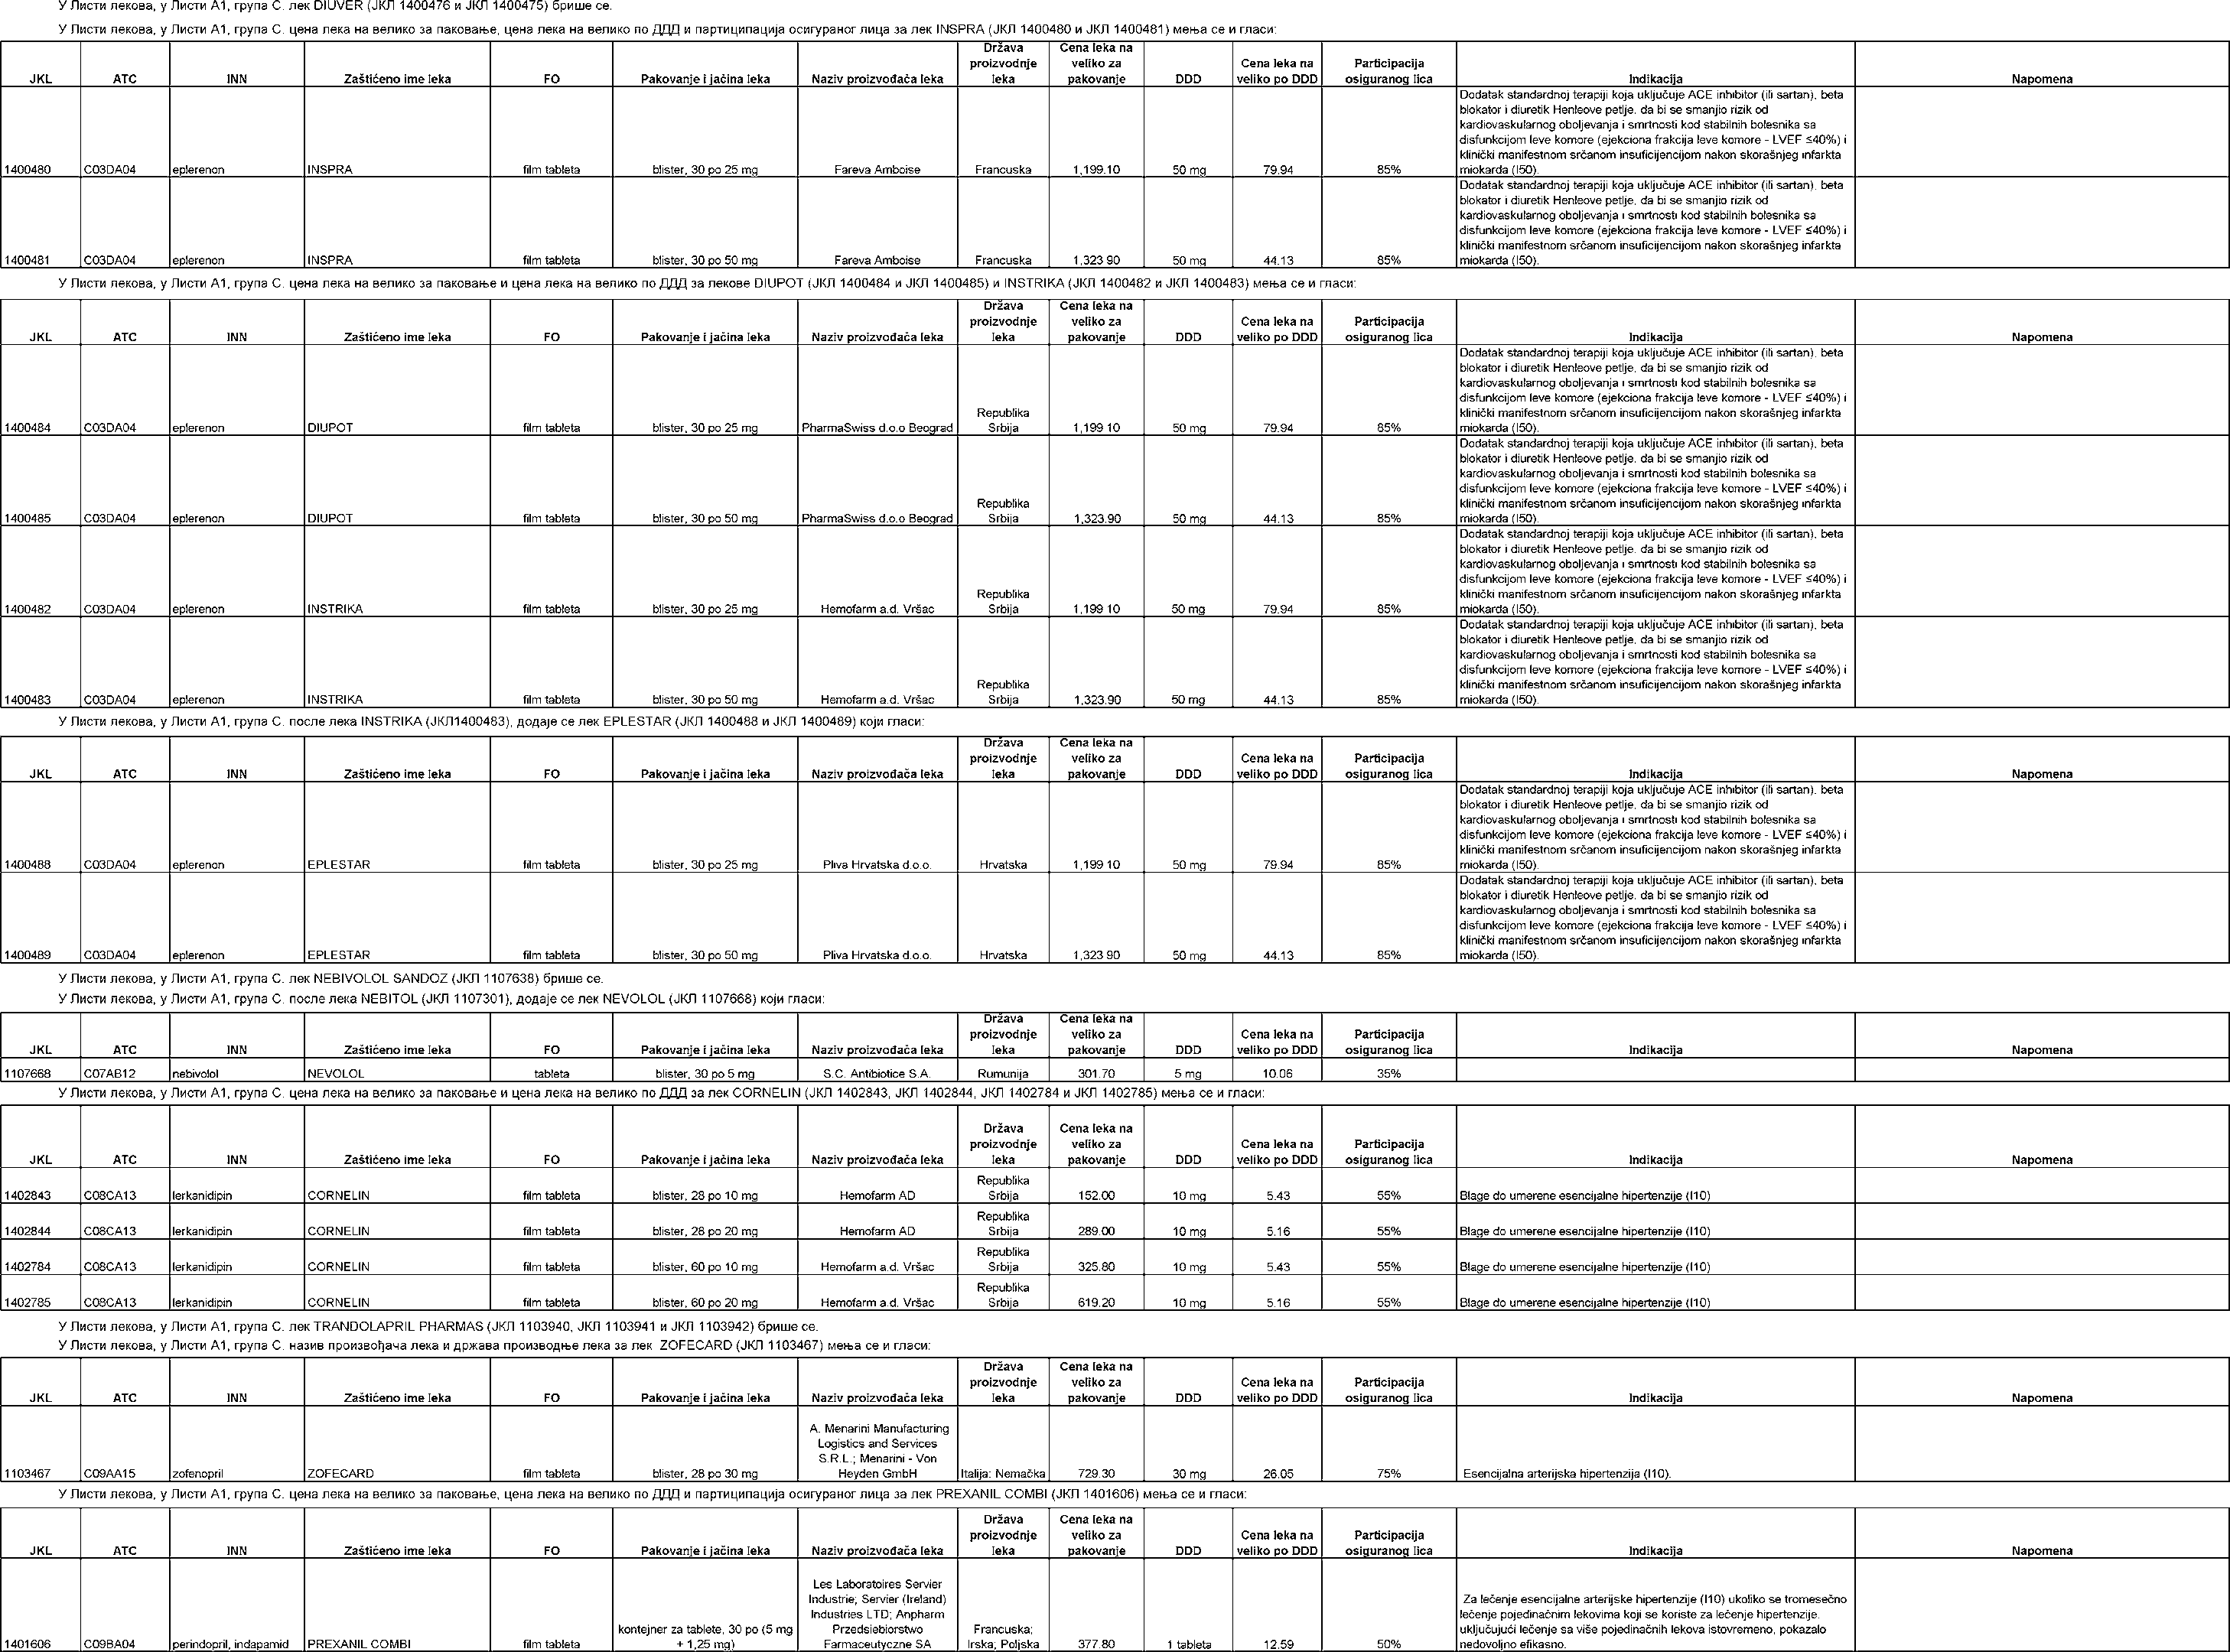 У Листи лекова, у Листи А1, група С. лек DIUVER (ЈКЛ 1400476 и ЈКЛ 1400475) брише се.
У Листи лекова, у Листи А1, група С. цена лека на велико за паковање, цена лека на велико по ДДД и партиципација осигураног лица за лек INSPRA (ЈКЛ 1400480 и ЈКЛ 1400481) мења се и гласи:
JKL ATC INN Zaštićeno ime leka FO Pakovanje i jačina leka Naziv proizvođača leka Država proizvodnje leka Cena leka na veliko za pakovanje DDD Cena leka na veliko po DDD Participacija osiguranog lica Indikacija Napomena
1400480 C03DA04 eplerenon INSPRA film tableta blister, 30 po 25 mg Fareva Amboise Francuska 1,199.10 50 mg 79.94 85%
Dodatak standardnoj terapiji koja uključuje ACE inhibitor (ili sartan), beta
blokator i diuretik Henleove petlje, da bi se smanjio rizik od
kardiovaskularnog oboljevanja i smrtnosti kod stabilnih bolesnika sa
disfunkcijom leve komore (ejekciona frakcija leve komore - LVEF ≤40%) i
klinički manifestnom srčanom insuficijencijom nakon skorašnjeg infarkta
miokarda (I50).
1400481 C03DA04 eplerenon INSPRA film tableta blister, 30 po 50 mg Fareva Amboise Francuska 1,323.90 50 mg 44.13 85%
Dodatak standardnoj terapiji koja uključuje ACE inhibitor (ili sartan), beta
blokator i diuretik Henleove petlje, da bi se smanjio rizik od
kardiovaskularnog oboljevanja i smrtnosti kod stabilnih bolesnika sa
disfunkcijom leve komore (ejekciona frakcija leve komore - LVEF ≤40%) i
klinički manifestnom srčanom insuficijencijom nakon skorašnjeg infarkta
miokarda (I50).
У Листи лекова, у Листи А1, група С. цена лека на велико за паковање и цена лека на велико по ДДД за лекове DIUPOT (ЈКЛ 1400484 и ЈКЛ 1400485) и INSTRIKA (ЈКЛ 1400482 и ЈКЛ 1400483) мења се и гласи:
JKL ATC INN Zaštićeno ime leka FO Pakovanje i jačina leka Naziv proizvođača leka Država proizvodnje leka Cena leka na veliko za pakovanje DDD Cena leka na veliko po DDD Participacija osiguranog lica Indikacija Napomena
1400484 C03DA04 eplerenon DIUPOT film tableta blister, 30 po 25 mg PharmaSwiss d.o.o Beograd Republika Srbija 1,199.10 50 mg 79.94 85%
Dodatak standardnoj terapiji koja uključuje ACE inhibitor (ili sartan), beta
blokator i diuretik Henleove petlje, da bi se smanjio rizik od
kardiovaskularnog oboljevanja i smrtnosti kod stabilnih bolesnika sa
disfunkcijom leve komore (ejekciona frakcija leve komore - LVEF ≤40%) i
klinički manifestnom srčanom insuficijencijom nakon skorašnjeg infarkta
miokarda (I50).
1400485 C03DA04 eplerenon DIUPOT film tableta blister, 30 po 50 mg PharmaSwiss d.o.o Beograd Republika Srbija 1,323.90 50 mg 44.13 85%
Dodatak standardnoj terapiji koja uključuje ACE inhibitor (ili sartan), beta
blokator i diuretik Henleove petlje, da bi se smanjio rizik od
kardiovaskularnog oboljevanja i smrtnosti kod stabilnih bolesnika sa
disfunkcijom leve komore (ejekciona frakcija leve komore - LVEF ≤40%) i
klinički manifestnom srčanom insuficijencijom nakon skorašnjeg infarkta
miokarda (I50).
1400482 C03DA04 eplerenon INSTRIKA film tableta blister, 30 po 25 mg Hemofarm a.d. Vršac Republika Srbija 1,199.10 50 mg 79.94 85%
Dodatak standardnoj terapiji koja uključuje ACE inhibitor (ili sartan), beta
blokator i diuretik Henleove petlje, da bi se smanjio rizik od
kardiovaskularnog oboljevanja i smrtnosti kod stabilnih bolesnika sa
disfunkcijom leve komore (ejekciona frakcija leve komore - LVEF ≤40%) i
klinički manifestnom srčanom insuficijencijom nakon skorašnjeg infarkta
miokarda (I50).
1400483 C03DA04 eplerenon INSTRIKA film tableta blister, 30 po 50 mg Hemofarm a.d. Vršac Republika Srbija 1,323.90 50 mg 44.13 85%
Dodatak standardnoj terapiji koja uključuje ACE inhibitor (ili sartan), beta
blokator i diuretik Henleove petlje, da bi se smanjio rizik od
kardiovaskularnog oboljevanja i smrtnosti kod stabilnih bolesnika sa
disfunkcijom leve komore (ejekciona frakcija leve komore - LVEF ≤40%) i
klinički manifestnom srčanom insuficijencijom nakon skorašnjeg infarkta
miokarda (I50).
У Листи лекова, у Листи А1, група С. после лека INSTRIKA (ЈКЛ1400483), додаје се лек EPLESTAR (ЈКЛ 1400488 и ЈКЛ 1400489) који гласи:
JKL ATC INN Zaštićeno ime leka FO Pakovanje i jačina leka Naziv proizvođača leka Država proizvodnje leka Cena leka na veliko za pakovanje DDD Cena leka na veliko po DDD Participacija osiguranog lica Indikacija Napomena
1400488 C03DA04 eplerenon EPLESTAR film tableta blister, 30 po 25 mg Pliva Hrvatska d.o.o. Hrvatska 1,199.10 50 mg 79.94 85%
Dodatak standardnoj terapiji koja uključuje ACE inhibitor (ili sartan), beta
blokator i diuretik Henleove petlje, da bi se smanjio rizik od
kardiovaskularnog oboljevanja i smrtnosti kod stabilnih bolesnika sa
disfunkcijom leve komore (ejekciona frakcija leve komore - LVEF ≤40%) i
klinički manifestnom srčanom insuficijencijom nakon skorašnjeg infarkta
miokarda (I50).
1400489 C03DA04 eplerenon EPLESTAR film tableta blister, 30 po 50 mg Pliva Hrvatska d.o.o. Hrvatska 1,323.90 50 mg 44.13 85%
Dodatak standardnoj terapiji koja uključuje ACE inhibitor (ili sartan), beta
blokator i diuretik Henleove petlje, da bi se smanjio rizik od
kardiovaskularnog oboljevanja i smrtnosti kod stabilnih bolesnika sa
disfunkcijom leve komore (ejekciona frakcija leve komore - LVEF ≤40%) i
klinički manifestnom srčanom insuficijencijom nakon skorašnjeg infarkta
miokarda (I50).
У Листи лекова, у Листи А1, група С. лек NEBIVOLOL SANDOZ (ЈКЛ 1107638) брише се.
У Листи лекова, у Листи А1, група С. после лека NEBITOL (ЈКЛ 1107301), додаје се лек NEVOLOL (ЈКЛ 1107668) који гласи:
JKL ATC INN Zaštićeno ime leka FO Pakovanje i jačina leka Naziv proizvođača leka Država proizvodnje leka Cena leka na veliko za pakovanje DDD Cena leka na veliko po DDD Participacija osiguranog lica Indikacija Napomena
1107668 C07AB12 nebivolol NEVOLOL tableta blister, 30 po 5 mg S.C. Antibiotice S.A. Rumunija 301.70 5 mg 10.06 35%
У Листи лекова, у Листи А1, група С. цена лека на велико за паковање и цена лека на велико по ДДД за лек CORNELIN (ЈКЛ 1402843, ЈКЛ 1402844, ЈКЛ 1402784 и ЈКЛ 1402785) мења се и гласи:
JKL ATC INN Zaštićeno ime leka FO Pakovanje i jačina leka Naziv proizvođača leka Država proizvodnje leka Cena leka na veliko za pakovanje DDD Cena leka na veliko po DDD Participacija osiguranog lica Indikacija Napomena
1402843 C08CA13 lerkanidipin CORNELIN film tableta blister, 28 po 10 mg Hemofarm AD Republika Srbija 152.00 10 mg 5.43 55% Blage do umerene esencijalne hipertenzije (I10)
1402844 C08CA13 lerkanidipin CORNELIN film tableta blister, 28 po 20 mg Hemofarm AD Republika Srbija 289.00 10 mg 5.16 55% Blage do umerene esencijalne hipertenzije (I10)
1402784 C08CA13 lerkanidipin CORNELIN film tableta blister, 60 po 10 mg Hemofarm a.d. Vršac Republika Srbija 325.80 10 mg 5.43 55% Blage do umerene esencijalne hipertenzije (I10)
1402785 C08CA13 lerkanidipin CORNELIN film tableta blister, 60 po 20 mg Hemofarm a.d. Vršac Republika Srbija 619.20 10 mg 5.16 55% Blage do umerene esencijalne hipertenzije (I10)
У Листи лекова, у Листи А1, група С. лек TRANDOLAPRIL PHARMAS (ЈКЛ 1103940, ЈКЛ 1103941 и ЈКЛ 1103942) брише се.
У Листи лекова, у Листи А1, група С. назив произвођача лека и држава производње лека за лек ZOFECARD (ЈКЛ 1103467) мења се и гласи:
JKL ATC INN Zaštićeno ime leka FO Pakovanje i jačina leka Naziv proizvođača leka Država proizvodnje leka Cena leka na veliko za pakovanje DDD Cena leka na veliko po DDD Participacija osiguranog lica Indikacija Napomena
1103467 C09AA15 zofenopril ZOFECARD film tableta blister, 28 po 30 mg
A. Menarini Manufacturing
Logistics and Services
S.R.L.; Menarini - Von
Heyden GmbH
Italija; Nemačka 729.30 30 mg 26.05 75% Esencijalna arterijska hipertenzija (I10).
У Листи лекова, у Листи А1, група С. цена лека на велико за паковање, цена лека на велико по ДДД и партиципација осигураног лица за лек PREXANIL COMBI (ЈКЛ 1401606) мења се и гласи:
JKL ATC INN Zaštićeno ime leka FO Pakovanje i jačina leka Naziv proizvođača leka Država proizvodnje leka Cena leka na veliko za pakovanje DDD Cena leka na veliko po DDD Participacija osiguranog lica Indikacija Napomena
1401606 C09BA04 perindopril, indapamid PREXANIL COMBI film tableta
kontejner za tablete, 30 po (5 mg
+ 1,25 mg)
Les Laboratoires Servier
Industrie; Servier (Ireland)
Industries LTD; Anpharm
Przedsiebiorstwo
Farmaceutyczne SA
Francuska;
Irska; Poljska
377.80 1 tableta 12.59 50%
Za lečenje esencijalne arterijske hipertenzije (I10) ukoliko se tromesečno
lečenje pojedinačnim lekovima koji se koriste za lečenje hipertenzije,
uključujući lečenje sa više pojedinačnih lekova istovremeno, pokazalo
nedovoljno efikasno.